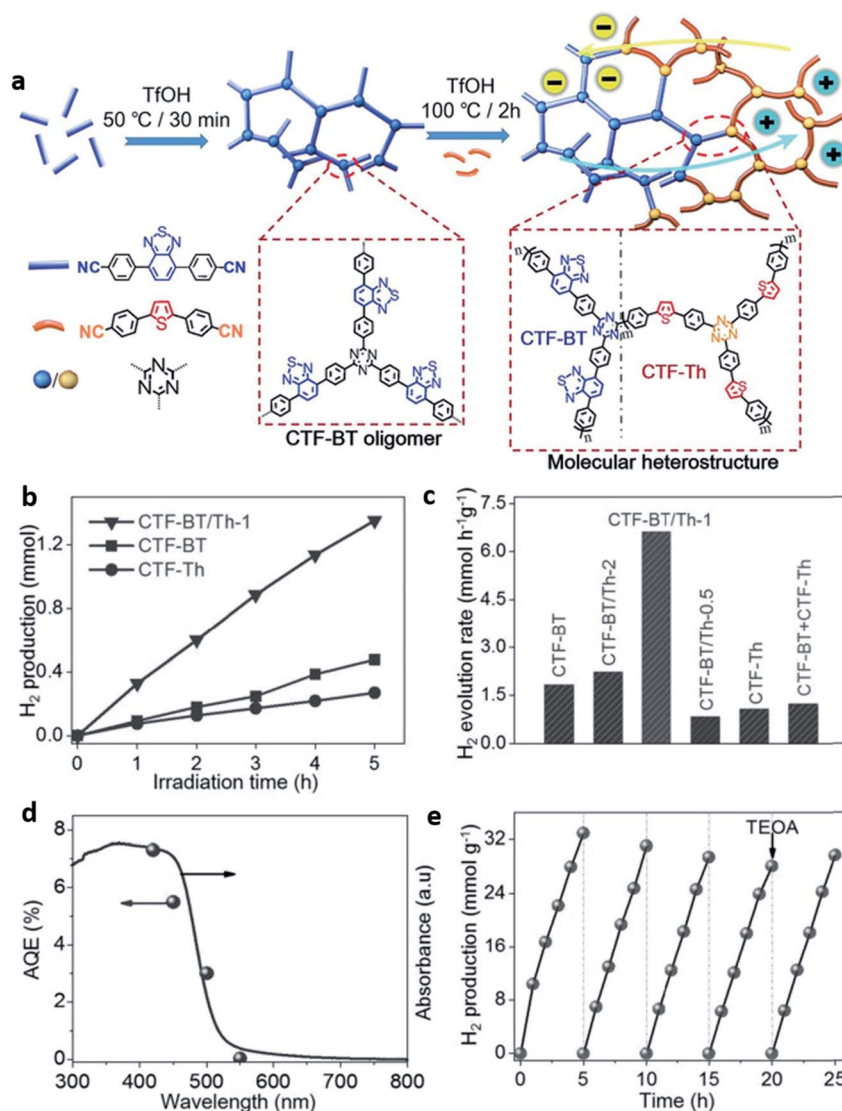 a
TfOH
50 °C / 30 min
TfOH
100 °C / 2h
− − −
+ + +
NC
CN
S
N N
NC
CN
S
N N
N
CTF-BT oligomer
CTF-BT
CTF-Th
n
m
Molecular heterostructure
b
H₂ production (mmol)
1.2
0.8
0.4
0.0
CTF-BT/Th-1
CTF-BT
CTF-Th
0 1 2 3 4 5
Irradiation time (h)
c
H₂ evolution rate (mmol h⁻¹g⁻¹)
7.5
6.0
4.5
3.0
1.5
0.0
CTF-BT
CTF-BT/Th-2
CTF-BT/Th-1
CTF-BT/Th-0.5
CTF-Th
CTF-BT+CTF-Th
d
AQE (%)
8
6
4
2
0
300 400 500 600 700 800
Wavelength (nm)
Absorbance (a.u)
e
H₂ production (mmol g⁻¹)
32
24
16
8
0
TEOA
0 5 10 15 20 25
Time (h)